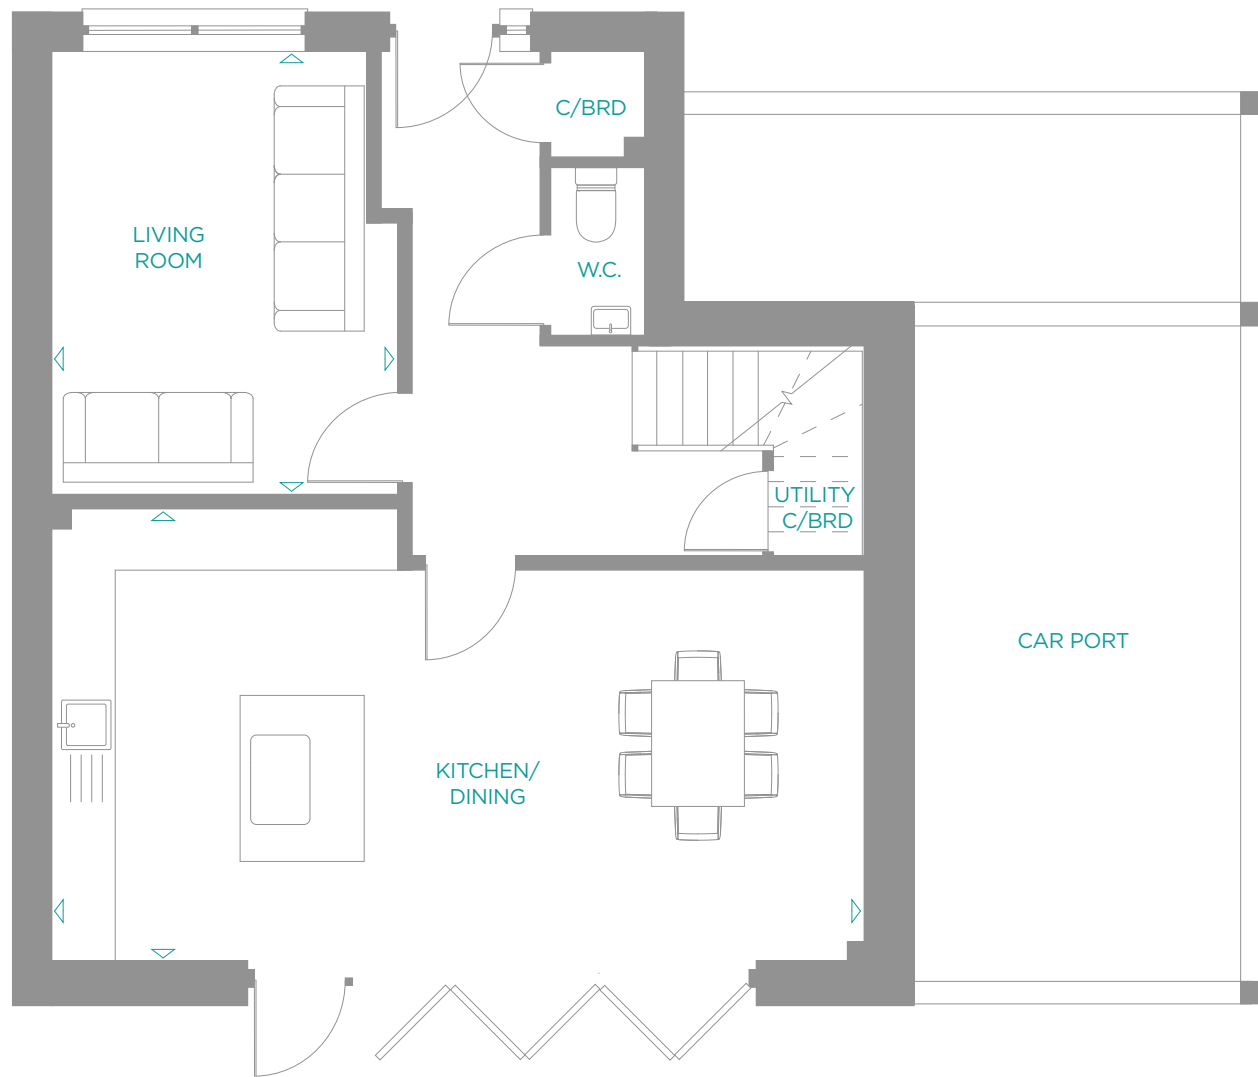 C/BRD
LIVING
ROOM
W.C.
UTILITY
C/BRD
CAR PORT
KITCHEN/
DINING